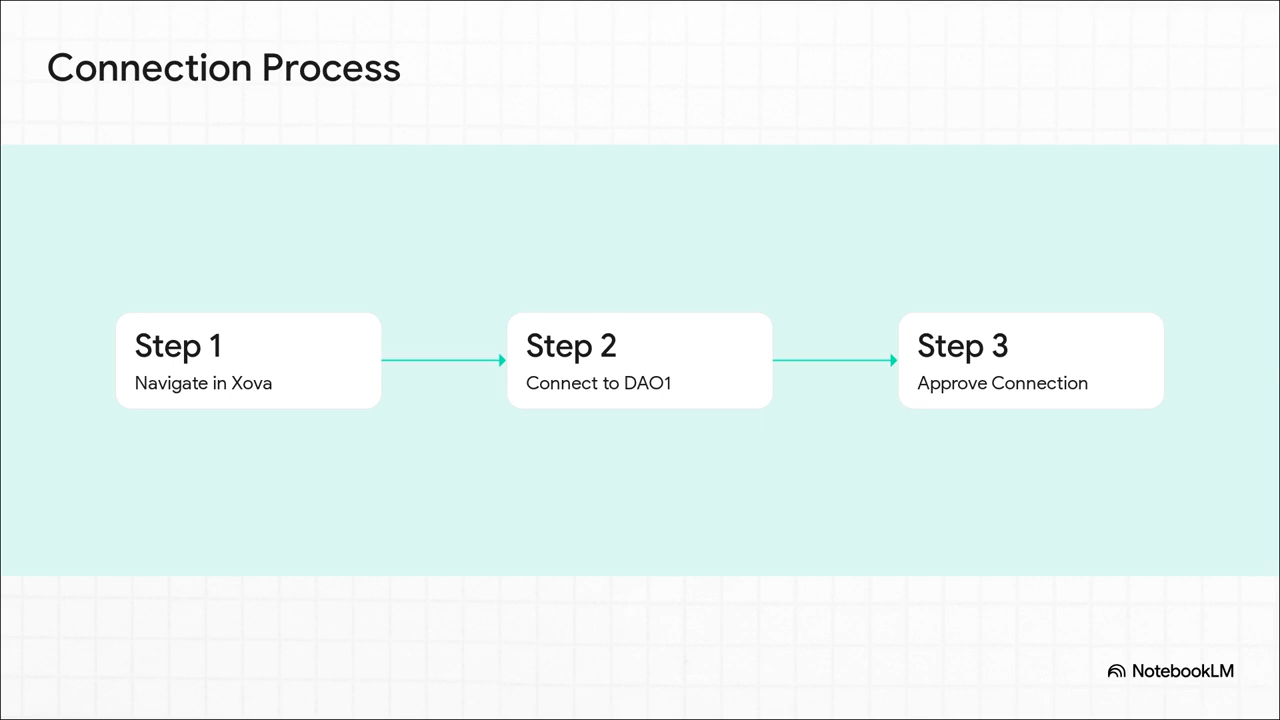 Connection Process
Step 1
Navigate in Xova
Step 2
Connect to DAO1
Step 3
Approve Connection
NotebookLM